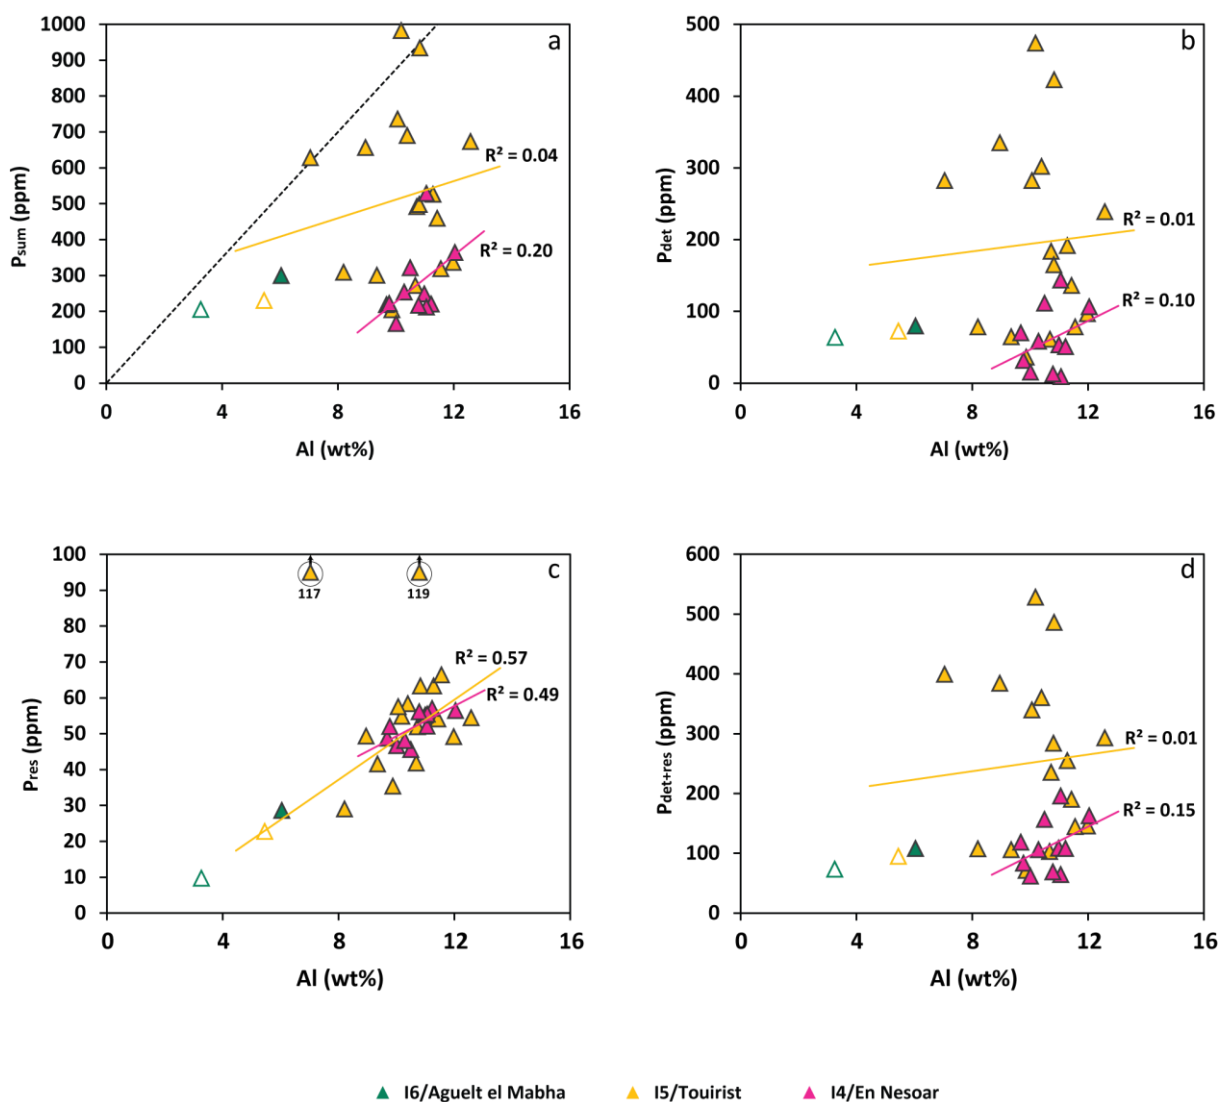 a
P_sum (ppm)
1000
900
800
700
600
500
400
300
200
100
0
R² = 0.04
R² = 0.20
0 4 8 12 16
Al (wt%)
b
P_det (ppm)
500
400
300
200
100
0
R² = 0.01
R² = 0.10
0 4 8 12 16
Al (wt%)
c
P_res (ppm)
100
90
80
70
60
50
40
30
20
10
0
117 119
R² = 0.57
R² = 0.49
0 4 8 12 16
Al (wt%)
d
P_det+res (ppm)
600
500
400
300
200
100
0
R² = 0.01
R² = 0.15
0 4 8 12 16
Al (wt%)
I6/Aguelt el Mabha I5/Touirist I4/En Nesoar